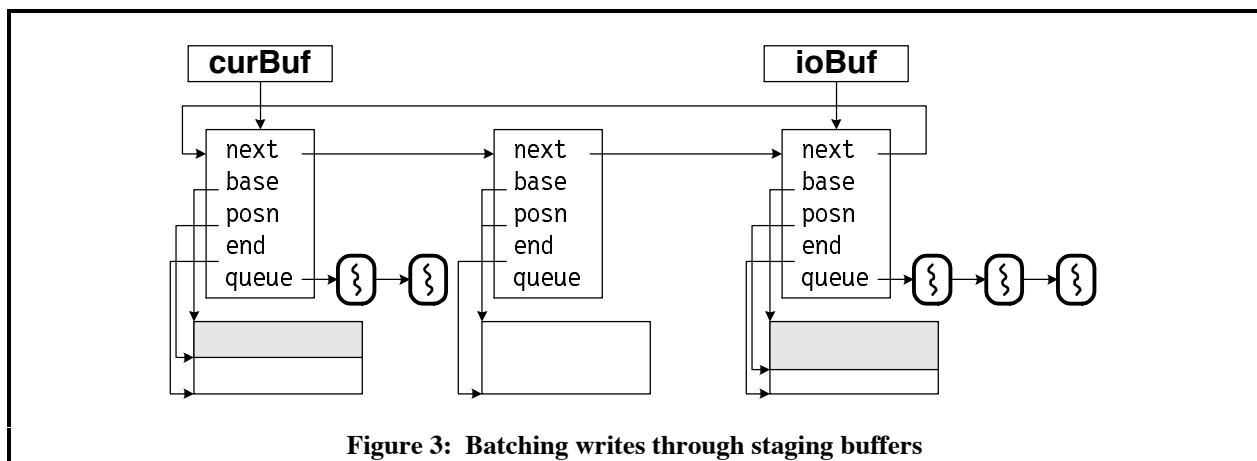 curBuf
ioBuf
next
base
posn
end
queue
next
base
posn
end
queue
next
base
posn
end
queue
Figure 3: Batching writes through staging buffers